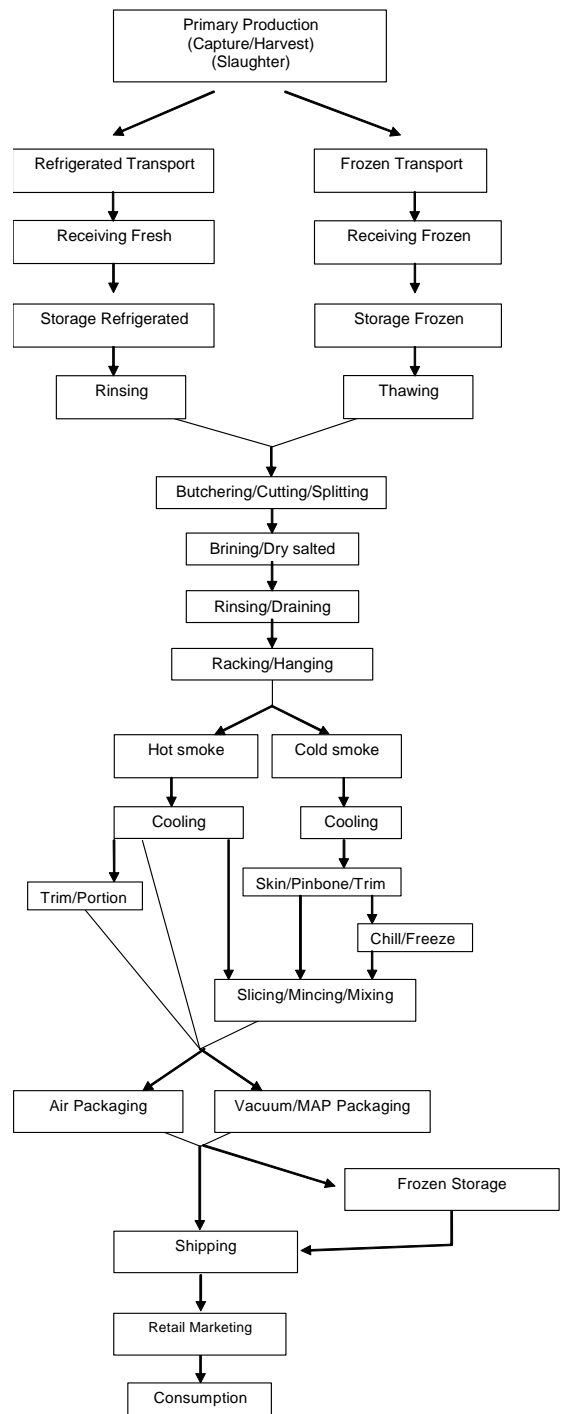 Primary Production
(Capture/Harvest)
(Slaughter)
Refrigerated Transport
Frozen Transport
Receiving Fresh
Receiving Frozen
Storage Refrigerated
Storage Frozen
Rinsing
Thawing
Butchering/Cutting/Splitting
Brining/Dry salted
Rinsing/Draining
Racking/Hanging
Hot smoke
Cold smoke
Cooling
Cooling
Skin/Pinbone/Trim
Trim/Portion
Chill/Freeze
Slicing/Mincing/Mixing
Air Packaging
Vacuum/MAP Packaging
Frozen Storage
Shipping
Retail Marketing
Consumption